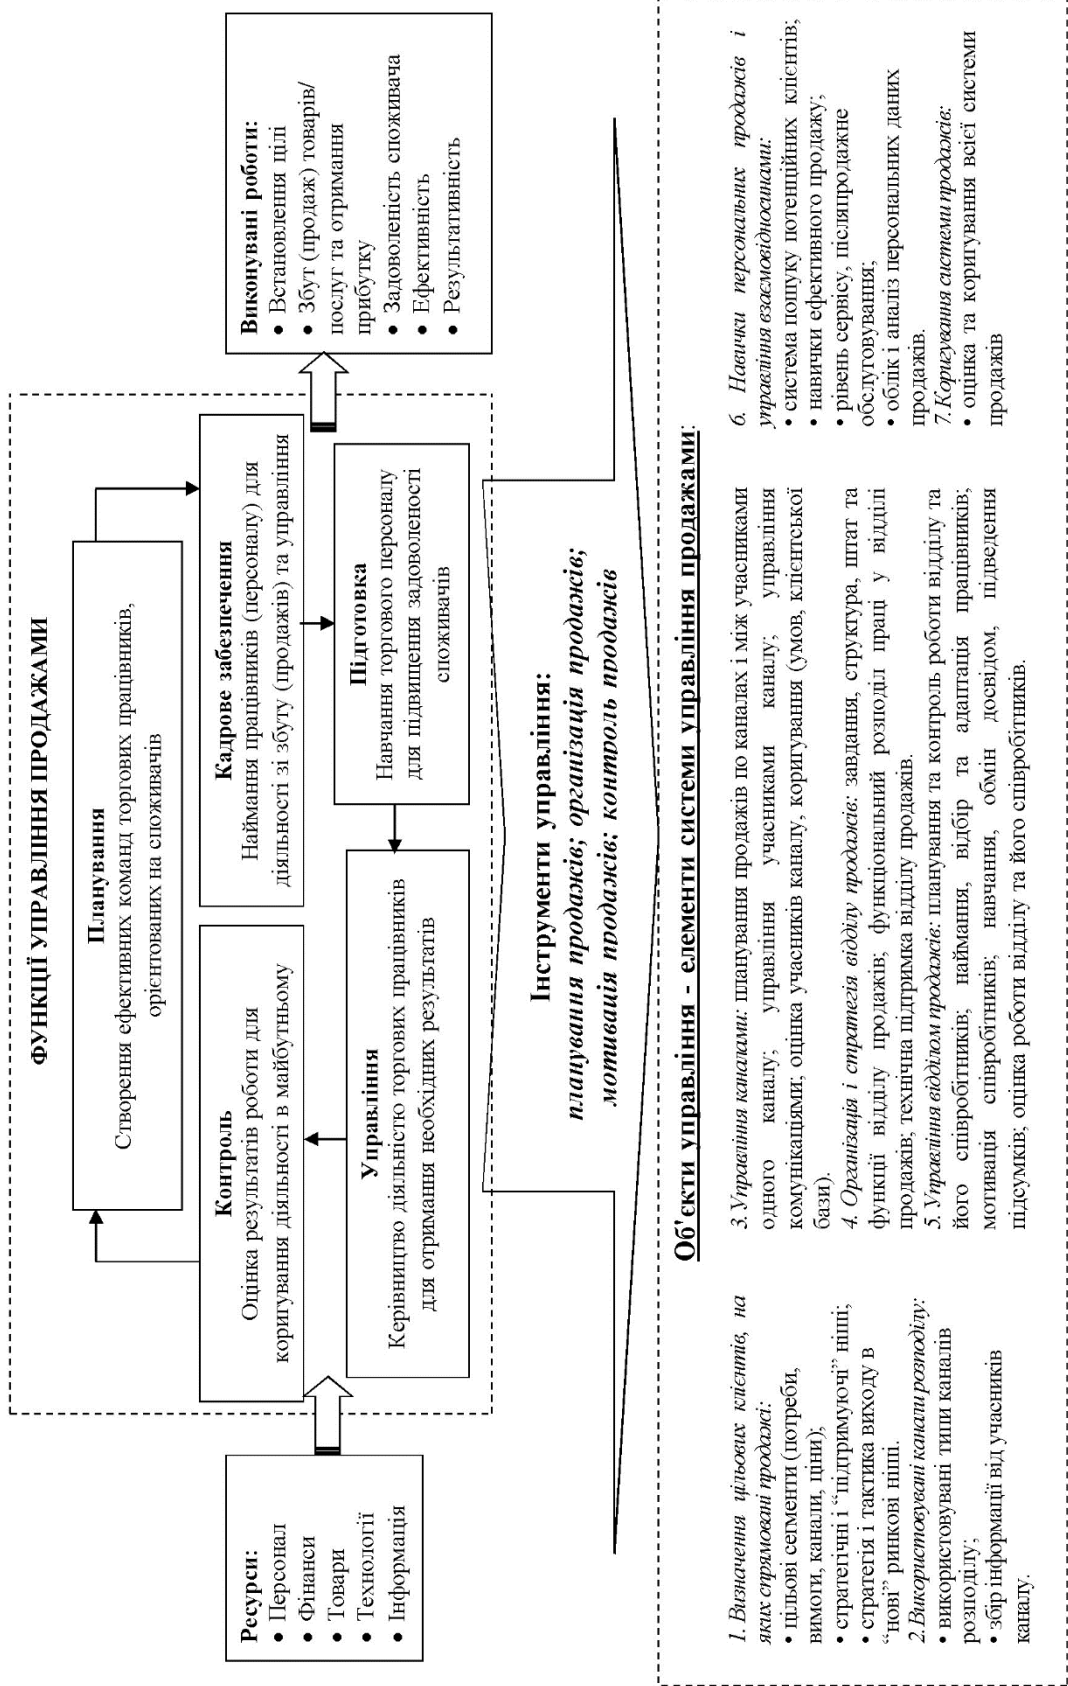 ФУНКЦІЇ УПРАВЛІННЯ ПРОДАЖАМИ
Ресурси:
• Персонал
• Фінанси
• Товари
• Технології
• Інформація
Планування
Створення ефективних команд торгових працівників,
орієнтованих на споживачів
Контроль
Оцінка результатів роботи для
коригування діяльності в майбутньому
Кадрове забезпечення
Наймання працівників (персоналу) для
діяльності зі збуту (продажів) та управління
Управління
Керівництво діяльністю торгових працівників
для отримання необхідних результатів
Підготовка
Навчання торгового персоналу
для підвищення задоволеності
споживачів
Виконувані роботи:
• Встановлення цілі
• Збут (продаж) товарів/
послуг та отримання
прибутку
• Задоволеність споживача
• Ефективність
• Результативність
Інструменти управління:
планування продажів; організація продажів;
мотивація продажів; контроль продажів
Об'єкти управління - елементи системи управління продажами:
1. Визначення цільових клієнтів, на
яких спрямовані продажі:
• цільові сегменти (потреби,
вимоги, канали, ціни);
• стратегічні і “підтримуючі” ніші;
• стратегія і тактика виходу в
“нові” ринкові ніші.
2.Використовувані канали розподілу:
• використовувані типи каналів
розподілу;
• збір інформації від учасників
каналу.
3.Управління каналами: планування продажів по каналах і між учасниками
одного каналу; управління учасниками каналу; управління
комунікаціями; оцінка учасників каналу, коригування (умов, клієнтської
бази).
4. Організація і стратегія відділу продажів: завдання, структура, штат та
функції відділу продажів; функціональний розподіл праці у відділі
продажів; технічна підтримка відділу продажів.
5. Управління відділом продажів: планування та контроль роботи відділу та
його співробітників; наймання, відбір та адаптація працівників;
мотивація співробітників; навчання, обмін досвідом, підведення
підсумків; оцінка роботи відділу та його співробітників.
6. Навички персональних продажів і
управління взаємовідносинами:
• система пошуку потенційних клієнтів;
• навички ефективного продажу;
• рівень сервісу, післяпродажне
обслуговування;
• облік і аналіз персональних даних
продажів.
7.Коригування системи продажів:
• оцінка та коригування всієї системи
продажів